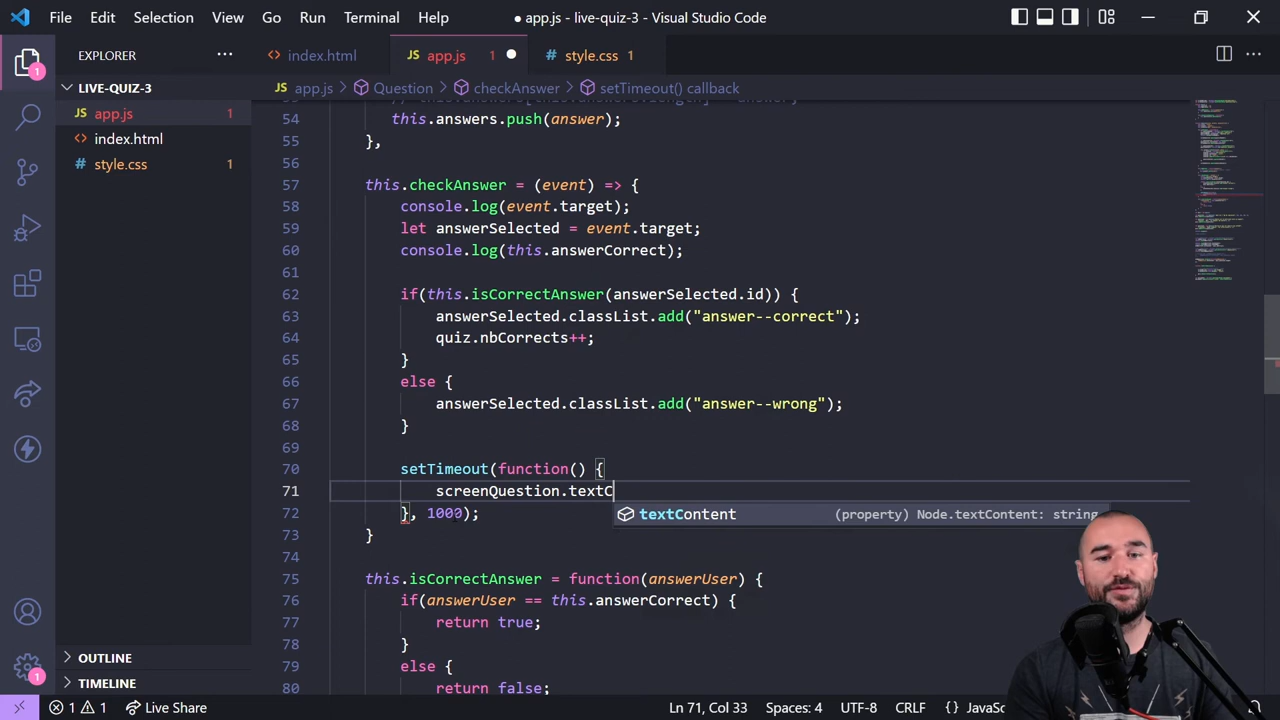 File Edit Selection View Go Run Terminal Help
● app.js - live-quiz-3 - Visual Studio Code
EXPLORER
LIVE-QUIZ-3
JS app.js 1
<> index.html
# style.css 1
OUTLINE
TIMELINE
<> index.html
JS app.js 1 ●
# style.css 1
JS app.js > Question > checkAnswer > setTimeout() callback
54 this.answers.push(answer);
55 },
56
57 this.checkAnswer = (event) => {
58 console.log(event.target);
59 let answerSelected = event.target;
60 console.log(this.answerCorrect);
61
62 if(this.isCorrectAnswer(answerSelected.id)) {
63 answerSelected.classList.add("answer--correct");
64 quiz.nbCorrects++;
65 }
66 else {
67 answerSelected.classList.add("answer--wrong");
68 }
69
70 setTimeout(function() {
71 screenQuestion.textC
textContent (property) Node.textContent: string
72 }, 1000);
73 }
74
75 this.isCorrectAnswer = function(answerUser) {
76 if(answerUser == this.answerCorrect) {
77 return true;
78 }
79 else {
80 return false;
1
1
1 1 Live Share
Ln 71, Col 33 Spaces: 4 UTF-8 CRLF {} JavaSc